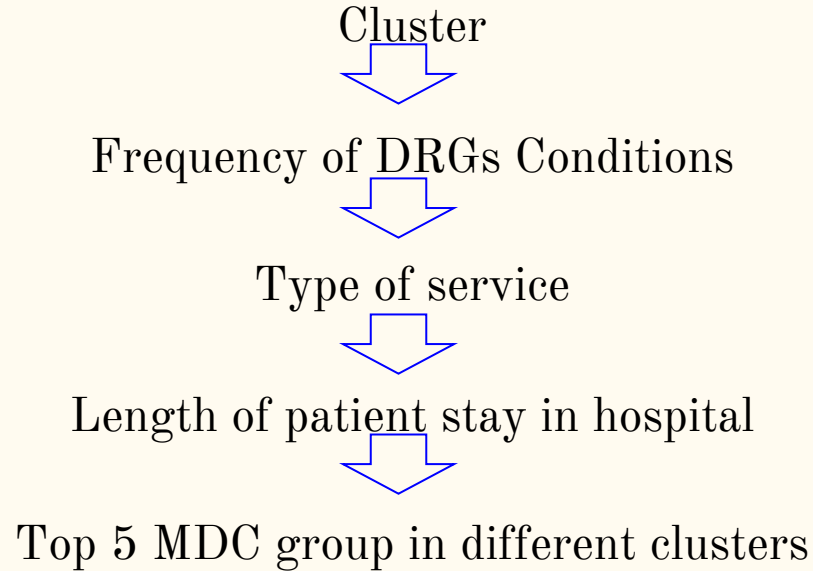 Cluster
Frequency of DRGs Conditions
Type of service
Length of patient stay in hospital
Top 5 MDC group in different clusters